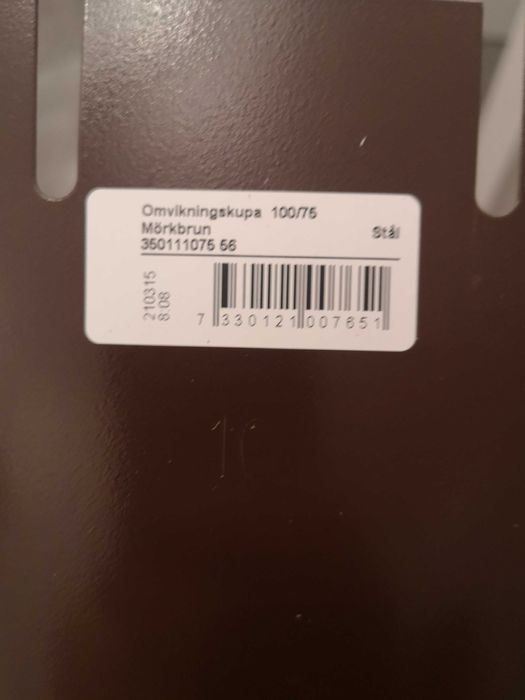 Omvikningskupa 100/75
Mörkbrun
Stål
350111075 56
210315
8.08
7 330121 007651